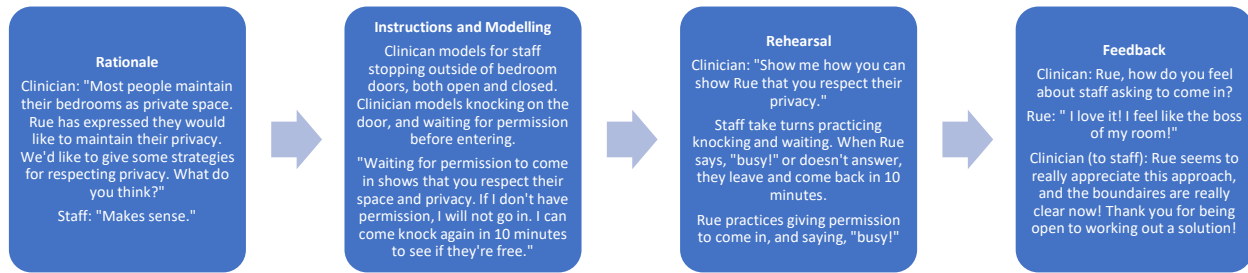 Rationale
Clinician: "Most people maintain
their bedrooms as private space.
Rue has expressed they would
like to maintain their privacy.
We'd like to give some strategies
for respecting privacy. What do
you think?"
Staff: "Makes sense."
Instructions and Modelling
Clinican models for staff
stopping outside of bedroom
doors, both open and closed.
Clinician models knocking on the
door, and waiting for permission
before entering.
"Waiting for permission to come
in shows that you respect their
space and privacy. If I don't have
permission, I will not go in. I can
come knock again in 10 minutes
to see if they're free."
Rehearsal
Clinician: "Show me how you can
show Rue that you respect their
privacy."
Staff take turns practicing
knocking and waiting. When Rue
says, "busy!" or doesn't answer,
they leave and come back in 10
minutes.
Rue practices giving permission
to come in, and saying, "busy!"
Feedback
Clinican: Rue, how do you feel
about staff asking to come in?
Rue: " I love it! I feel like the boss
of my room!"
Clinician (to staff): Rue seems to
really appreciate this approach,
and the boundaires are really
clear now! Thank you for being
open to working out a solution!